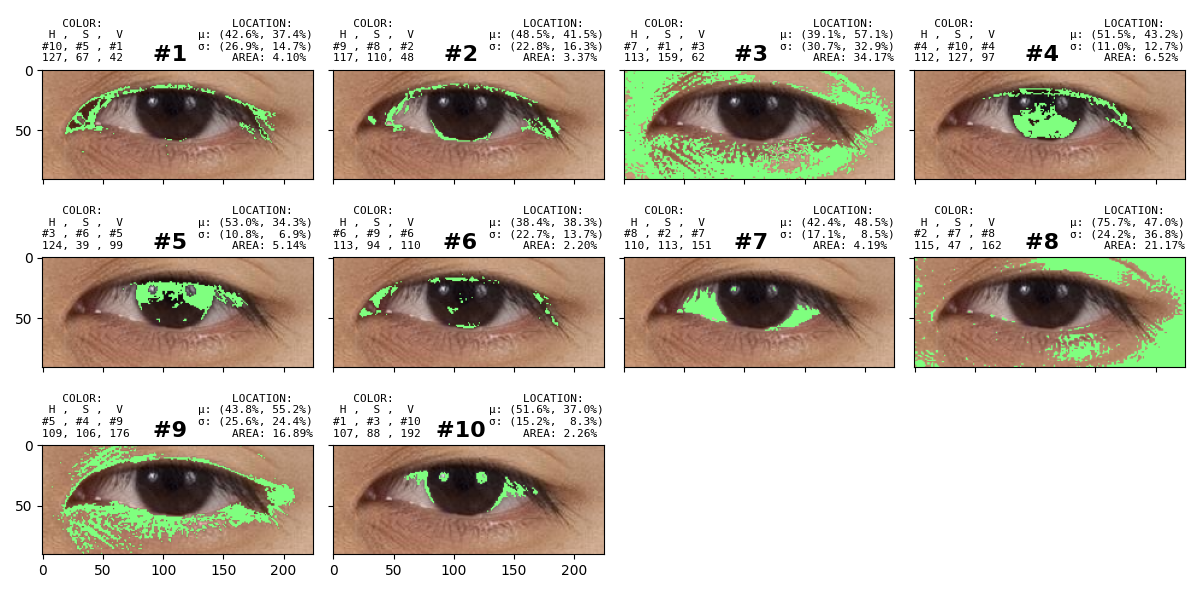 COLOR: LOCATION:
H , S , V μ: (42.6%, 37.4%)
#10, #5 , #1 #1 σ: (26.9%, 14.7%)
127, 67 , 42 AREA: 4.10%
COLOR: LOCATION:
H , S , V μ: (48.5%, 41.5%)
#9 , #8 , #2 #2 σ: (22.8%, 16.3%)
117, 110, 48 AREA: 3.37%
COLOR: LOCATION:
H , S , V μ: (39.1%, 57.1%)
#7 , #1 , #3 #3 σ: (30.7%, 32.9%)
113, 159, 62 AREA: 34.17%
COLOR: LOCATION:
H , S , V μ: (51.5%, 43.2%)
#4 , #10, #4 #4 σ: (11.0%, 12.7%)
112, 127, 97 AREA: 6.52%
0
50
COLOR: LOCATION:
H , S , V μ: (53.0%, 34.3%)
#3 , #6 , #5 #5 σ: (10.8%, 6.9%)
124, 39 , 99 AREA: 5.14%
COLOR: LOCATION:
H , S , V μ: (38.4%, 38.3%)
#6 , #9 , #6 #6 σ: (22.7%, 13.7%)
113, 94 , 110 AREA: 2.20%
COLOR: LOCATION:
H , S , V μ: (42.4%, 48.5%)
#8 , #2 , #7 #7 σ: (17.1%, 8.5%)
110, 113, 151 AREA: 4.19%
COLOR: LOCATION:
H , S , V μ: (75.7%, 47.0%)
#2 , #7 , #8 #8 σ: (24.2%, 36.8%)
115, 47 , 162 AREA: 21.17%
0
50
COLOR: LOCATION:
H , S , V μ: (43.8%, 55.2%)
#5 , #4 , #9 #9 σ: (25.6%, 24.4%)
109, 106, 176 AREA: 16.89%
COLOR: LOCATION:
H , S , V μ: (51.6%, 37.0%)
#1 , #3 , #10 #10 σ: (15.2%, 8.3%)
107, 88 , 192 AREA: 2.26%
0
50
0 50 100 150 200
0 50 100 150 200